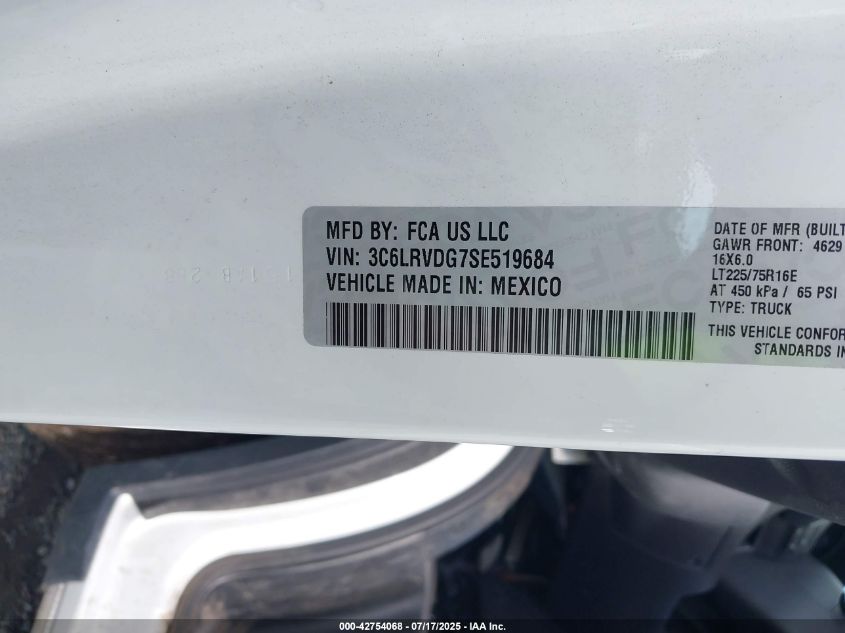 MFD BY: FCA US LLC
VIN: 3C6LRVDG7SE519684
VEHICLE MADE IN: MEXICO
DATE OF MFR (BUILT
GAWR FRONT: 4629
16X6.0
LT225/75R16E
AT 450 kPa / 65 PSI
TYPE: TRUCK
THIS VEHICLE CONFOR
STANDARDS IN
000-42754068 - 07/17/2025 - IAA Inc.